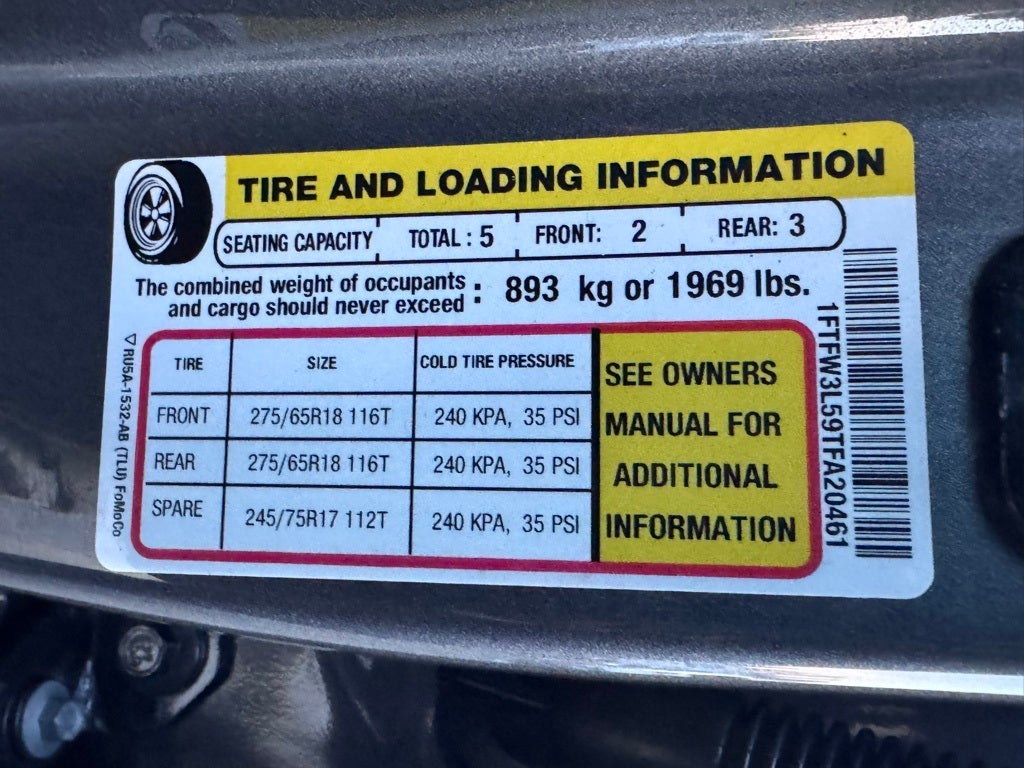 TIRE AND LOADING INFORMATION
SEATING CAPACITY TOTAL : 5 FRONT: 2 REAR: 3
The combined weight of occupants
and cargo should never exceed : 893 kg or 1969 lbs.
TIRE SIZE COLD TIRE PRESSURE
FRONT 275/65R18 116T 240 KPA, 35 PSI
REAR 275/65R18 116T 240 KPA, 35 PSI
SPARE 245/75R17 112T 240 KPA, 35 PSI
SEE OWNERS
MANUAL FOR
ADDITIONAL
INFORMATION
▽ RU5A-1532-AB (TLU) FoMoCo
1FTFW3L59TFA20461